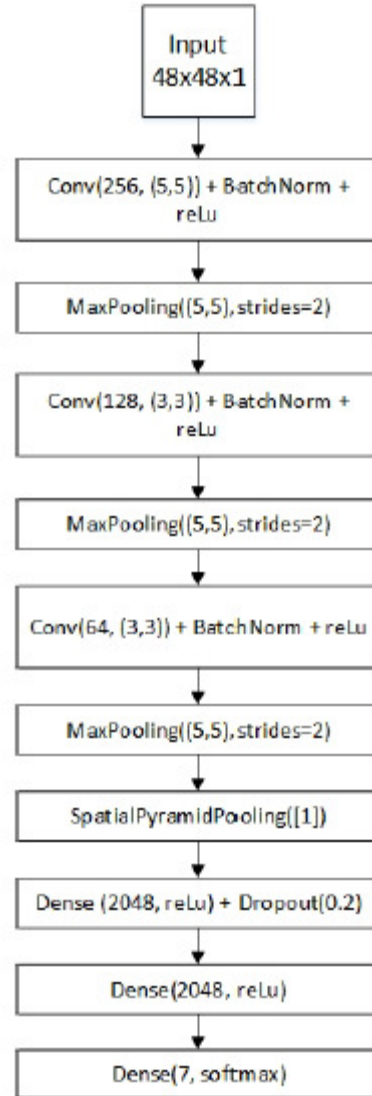 Input
48x48x1
Conv(256, (5,5)) + BatchNorm +
reLu
MaxPooling((5,5), strides=2)
Conv(128, (3,3)) + BatchNorm +
reLu
MaxPooling((5,5), strides=2)
Conv(64, (3,3)) + BatchNorm + reLu
MaxPooling((5,5), strides=2)
SpatialPyramidPooling([1])
Dense (2048, reLu) + Dropout(0.2)
Dense(2048, reLu)
Dense(7, softmax)